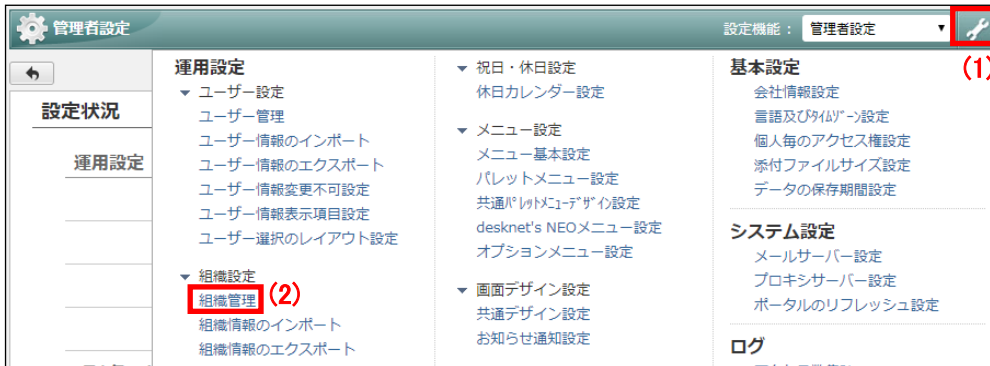 管理者設定
設定機能： 管理者設定
(1)
設定状況
運用設定
運用設定
ユーザー設定
ユーザー管理
ユーザー情報のインポート
ユーザー情報のエクスポート
ユーザー情報変更不可設定
ユーザー情報表示項目設定
ユーザー選択のレイアウト設定
組織設定
組織管理 (2)
組織情報のインポート
組織情報のエクスポート
祝日・休日設定
休日カレンダー設定
メニュー設定
メニュー基本設定
パレットメニュー設定
共通ﾊﾟﾚｯﾄﾒﾆｭｰﾃﾞｻﾞｲﾝ設定
desknet's NEOメニュー設定
オプションメニュー設定
画面デザイン設定
共通デザイン設定
お知らせ通知設定
基本設定
会社情報設定
言語及びﾀｲﾑｿﾞｰﾝ設定
個人毎のアクセス権設定
添付ファイルサイズ設定
データの保存期間設定
システム設定
メールサーバー設定
プロキシサーバー設定
ポータルのリフレッシュ設定
ログ